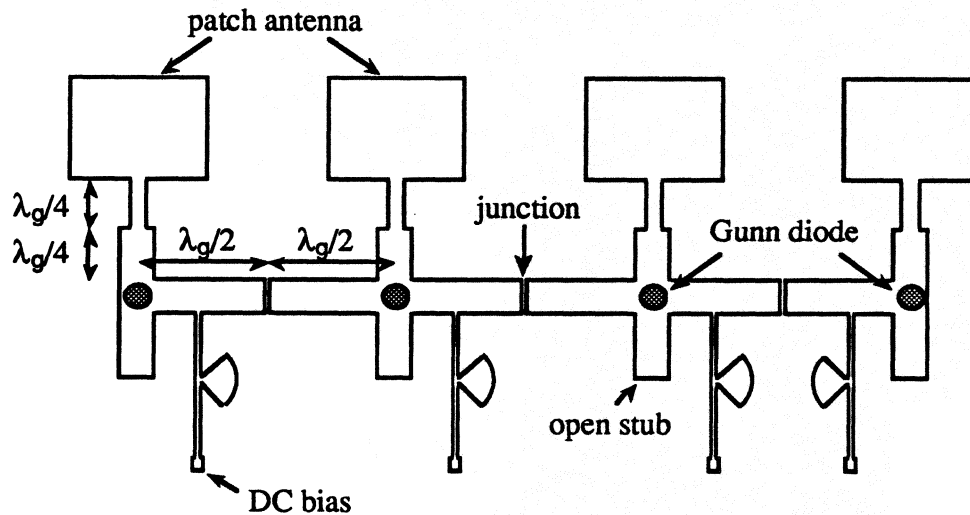 patch antenna
λg/4
λg/4
λg/2
λg/2
junction
Gunn diode
open stub
DC bias